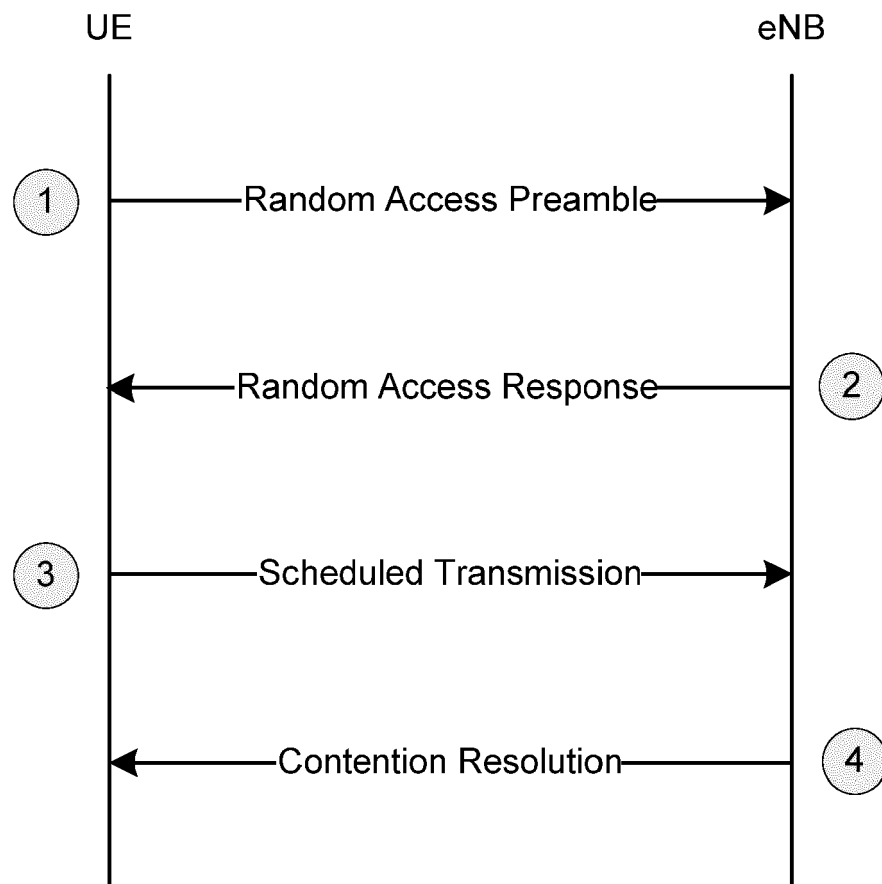 UE eNB
1 Random Access Preamble
Random Access Response 2
3 Scheduled Transmission
Contention Resolution 4